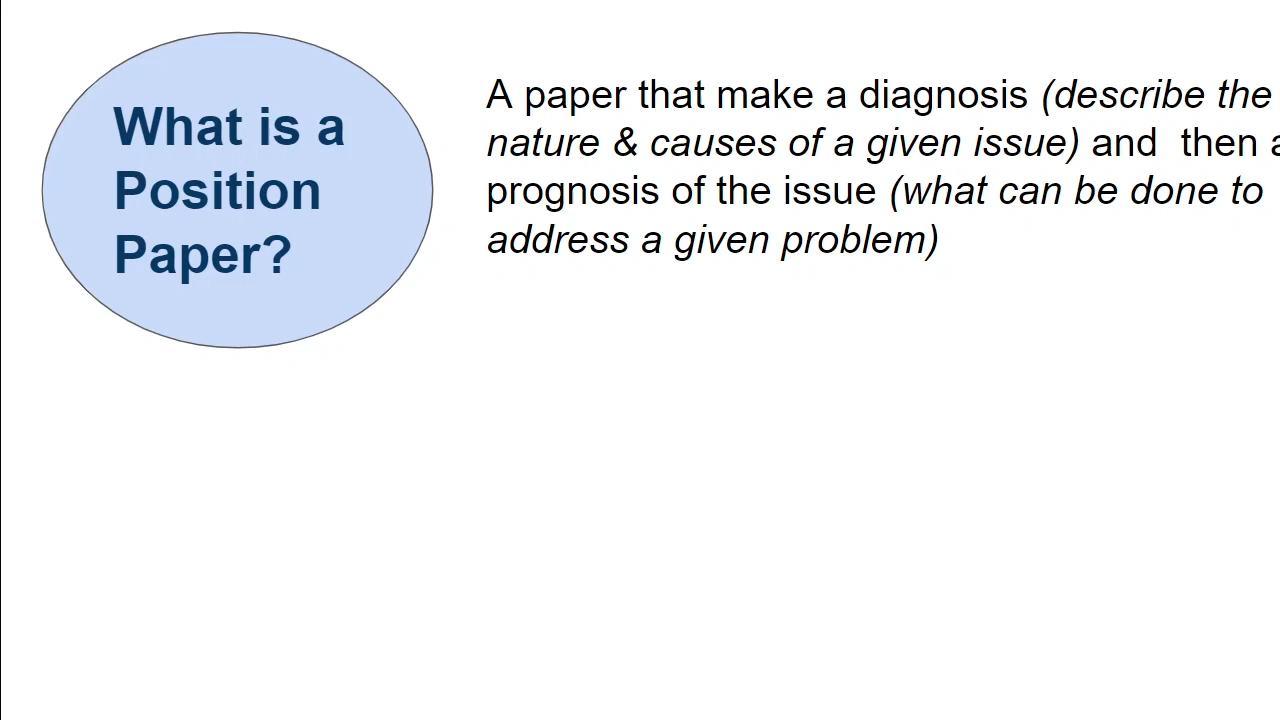 What is a
Position
Paper?
A paper that make a diagnosis (describe the
nature & causes of a given issue) and then a
prognosis of the issue (what can be done to
address a given problem)